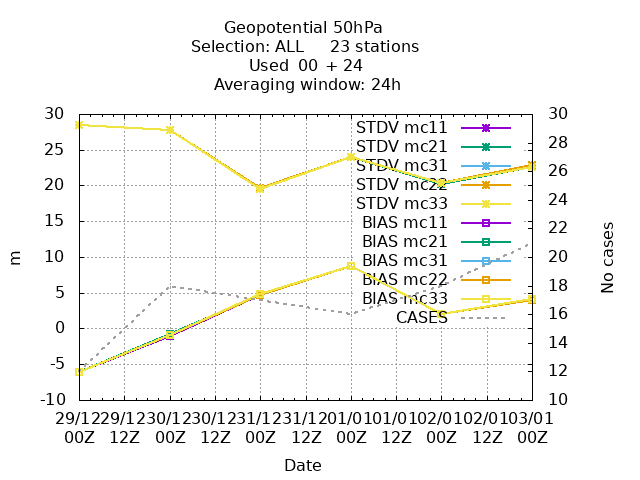 Geopotential 50hPa
Selection: ALL 23 stations
Used 00 + 24
Averaging window: 24h
30 30
25 28
20 26
15 24
10 22
5 20
0 18
-5 16
-10 14
12
10
STDV mc11
STDV mc21
STDV mc31
STDV mc22
STDV mc33
BIAS mc11
BIAS mc21
BIAS mc31
BIAS mc22
BIAS mc33
CASES
m
No cases
29/12 29/12 30/12 30/12 31/12 31/12 01/01 01/01 02/01 02/01 03/01
00Z 12Z 00Z 12Z 00Z 12Z 00Z 12Z 00Z 12Z 00Z
Date